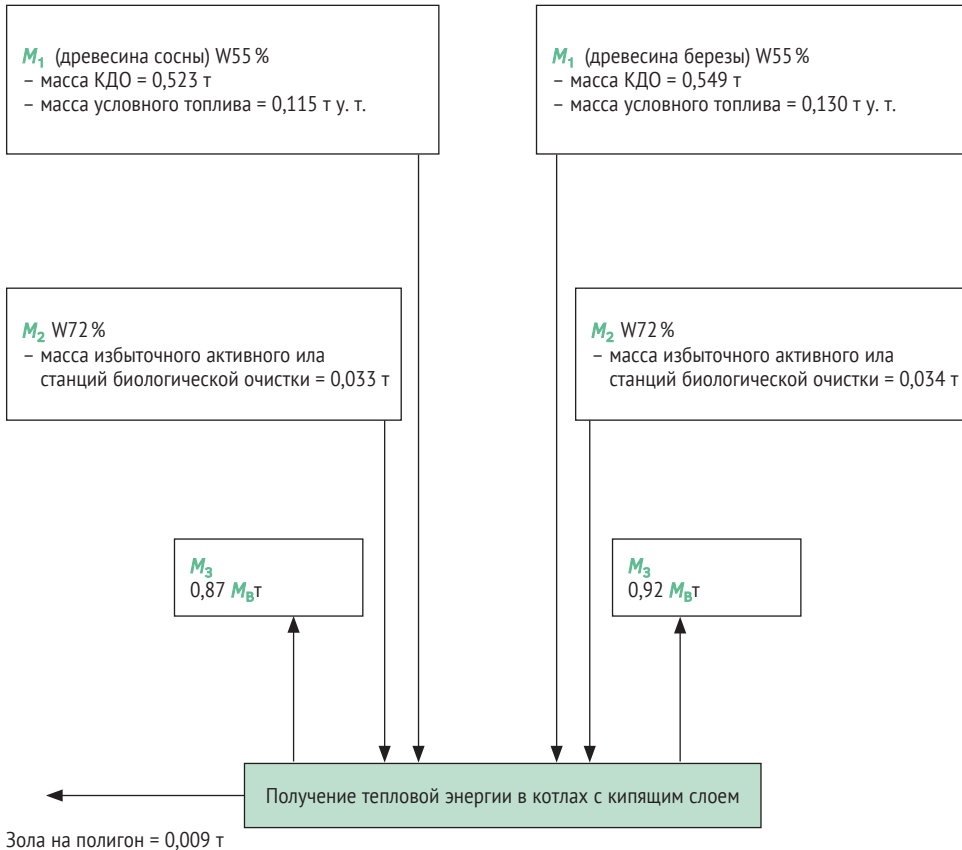 M₁ (древесина сосны) W55 %
– масса КДО = 0,523 т
– масса условного топлива = 0,115 т у. т.
M₁ (древесина березы) W55 %
– масса КДО = 0,549 т
– масса условного топлива = 0,130 т у. т.
M₂ W72 %
– масса избыточного активного ила
станций биологической очистки = 0,033 т
M₂ W72 %
– масса избыточного активного ила
станций биологической очистки = 0,034 т
M₃
0,87 Mвт
M₃
0,92 Mвт
Получение тепловой энергии в котлах с кипящим слоем
Зола на полигон = 0,009 т